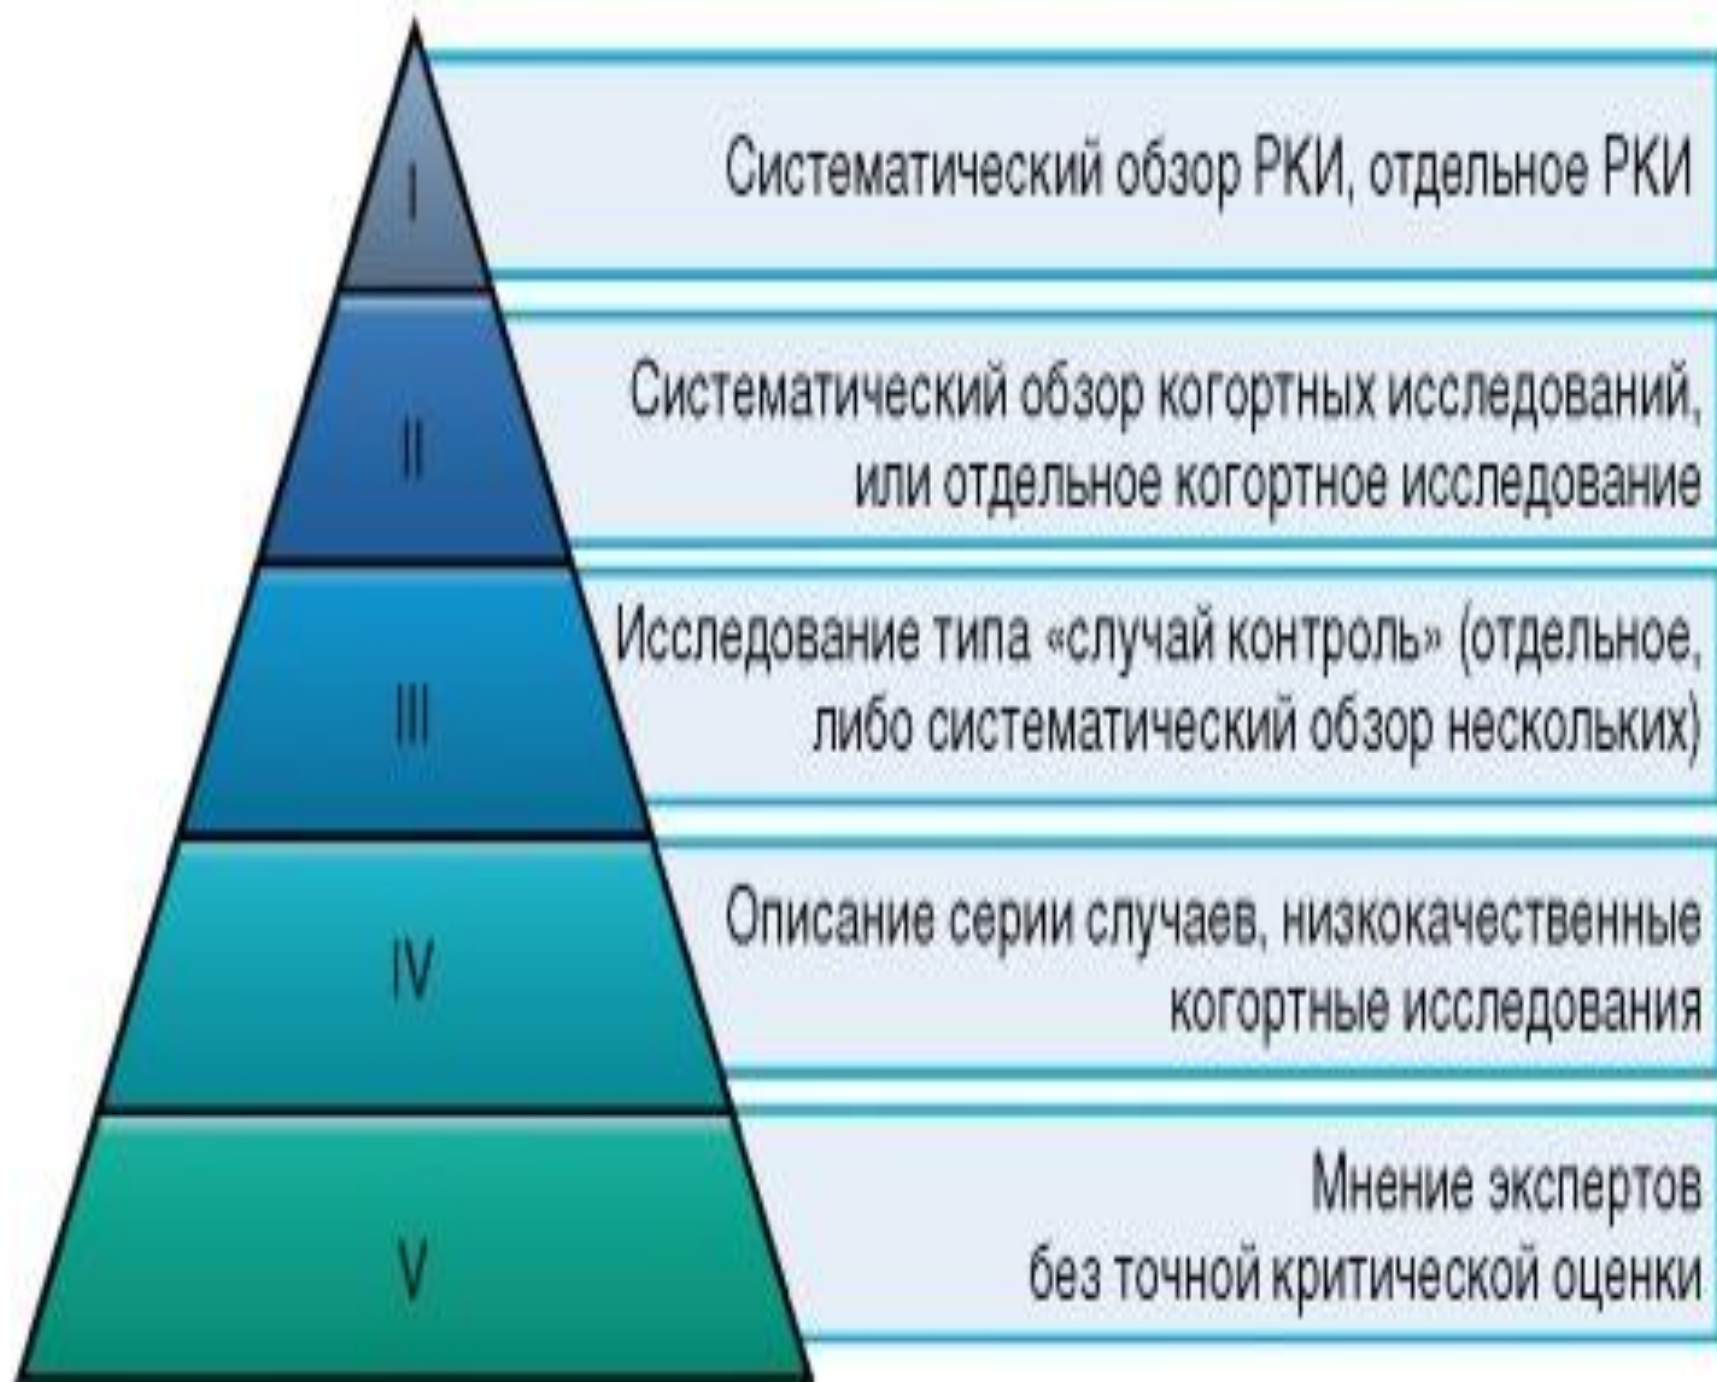 I
Систематический обзор РКИ, отдельное РКИ
II
Систематический обзор когортных исследований,
или отдельное когортное исследование
III
Исследование типа «случай контроль» (отдельное,
либо систематический обзор нескольких)
IV
Описание серии случаев, низкокачественные
когортные исследования
V
Мнение экспертов
без точной критической оценки